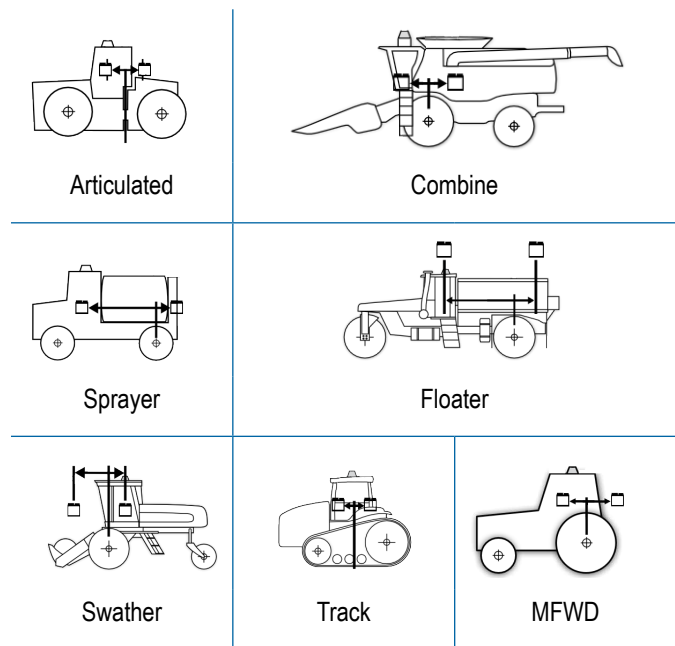 Articulated
Combine
Sprayer
Floater
Swather
Track
MFWD